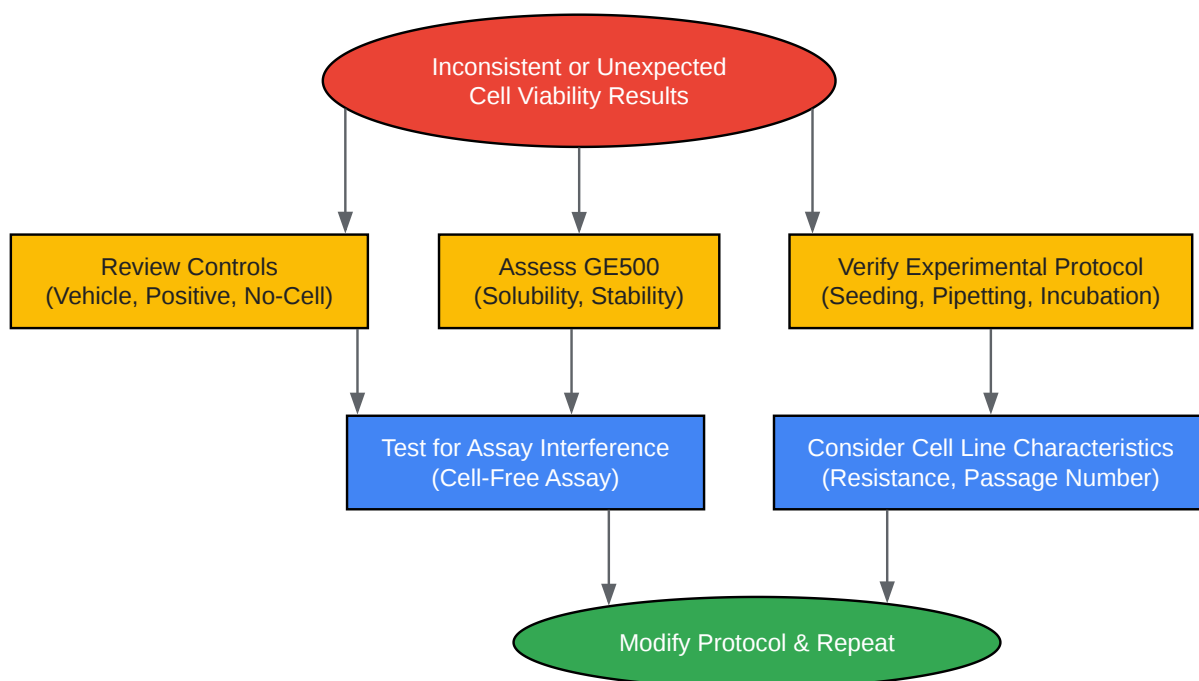 Inconsistent or Unexpected
Cell Viability Results
Review Controls
(Vehicle, Positive, No-Cell)
Assess GE500
(Solubility, Stability)
Verify Experimental Protocol
(Seeding, Pipetting, Incubation)
Test for Assay Interference
(Cell-Free Assay)
Consider Cell Line Characteristics
(Resistance, Passage Number)
Modify Protocol & Repeat